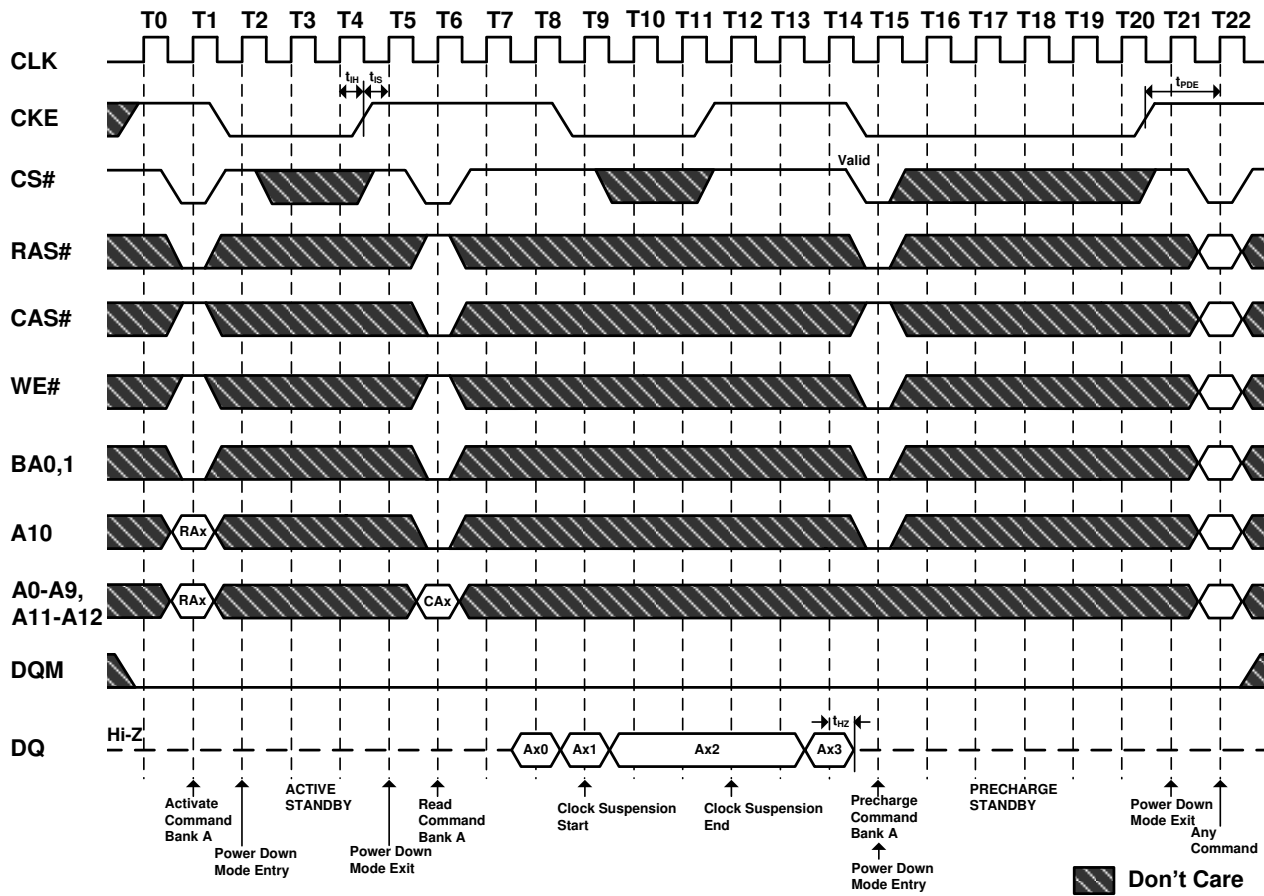 T0 T1 T2 T3 T4 T5 T6 T7 T8 T9 T10 T11 T12 T13 T14 T15 T16 T17 T18 T19 T20 T21 T22
CLK
tIH tIS tPDE
CKE
Valid
CS#
RAS#
CAS#
WE#
BA0,1
A10 RAx
A0-A9,
A11-A12 RAx CAx
DQM
Hi-Z tHZ
DQ Ax0 Ax1 Ax2 Ax3
Activate
Command
Bank A
Power Down
Mode Entry
ACTIVE
STANDBY
Power Down
Mode Exit
Read
Command
Bank A
Clock Suspension
Start
Clock Suspension
End
Precharge
Command
Bank A
Power Down
Mode Entry
PRECHARGE
STANDBY
Power Down
Mode Exit
Any
Command
Don't Care